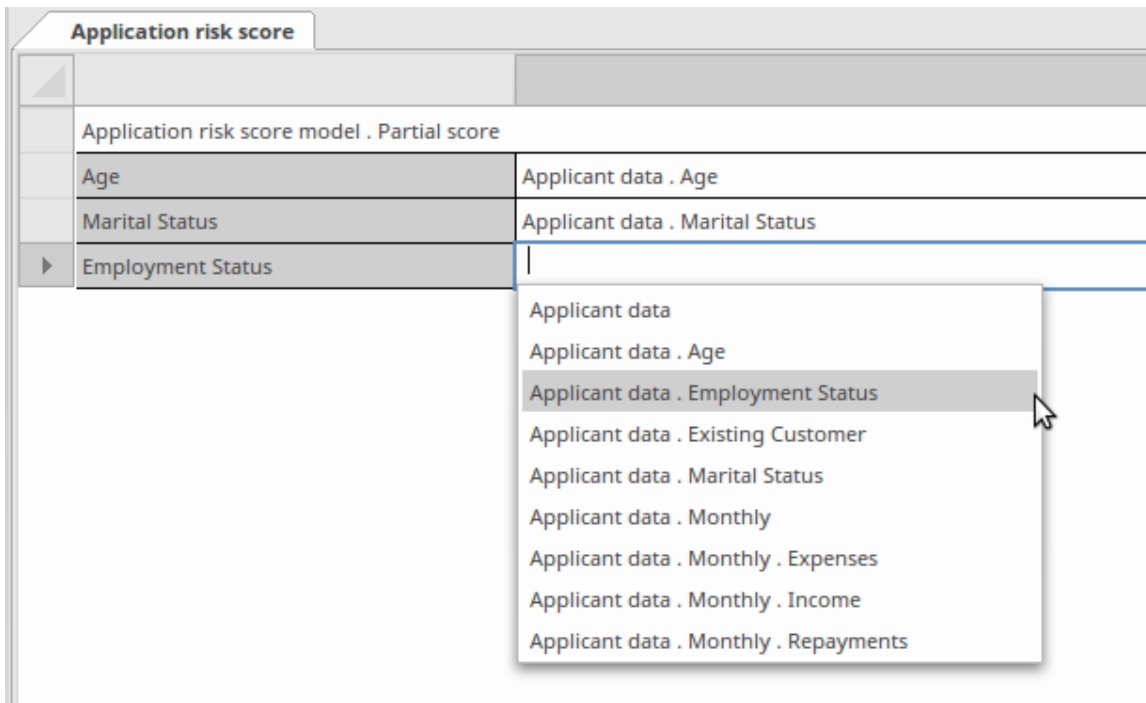 Application risk score
Application risk score model . Partial score
Age
Applicant data . Age
Marital Status
Applicant data . Marital Status
Employment Status
Applicant data
Applicant data . Age
Applicant data . Employment Status
Applicant data . Existing Customer
Applicant data . Marital Status
Applicant data . Monthly
Applicant data . Monthly . Expenses
Applicant data . Monthly . Income
Applicant data . Monthly . Repayments